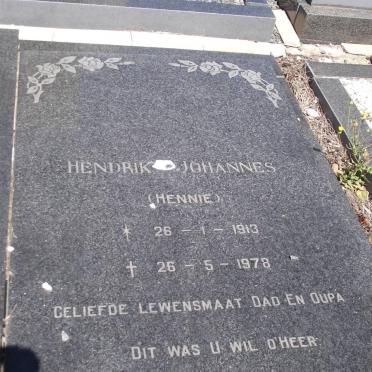 HENDRIK JOHANNES
(HENNIE)
* 26 - 1 - 1913
† 26 - 5 - 1978
GELIEFDE LEWENSMAAT DAD EN OUPA
DIT WAS U WIL O'HEER